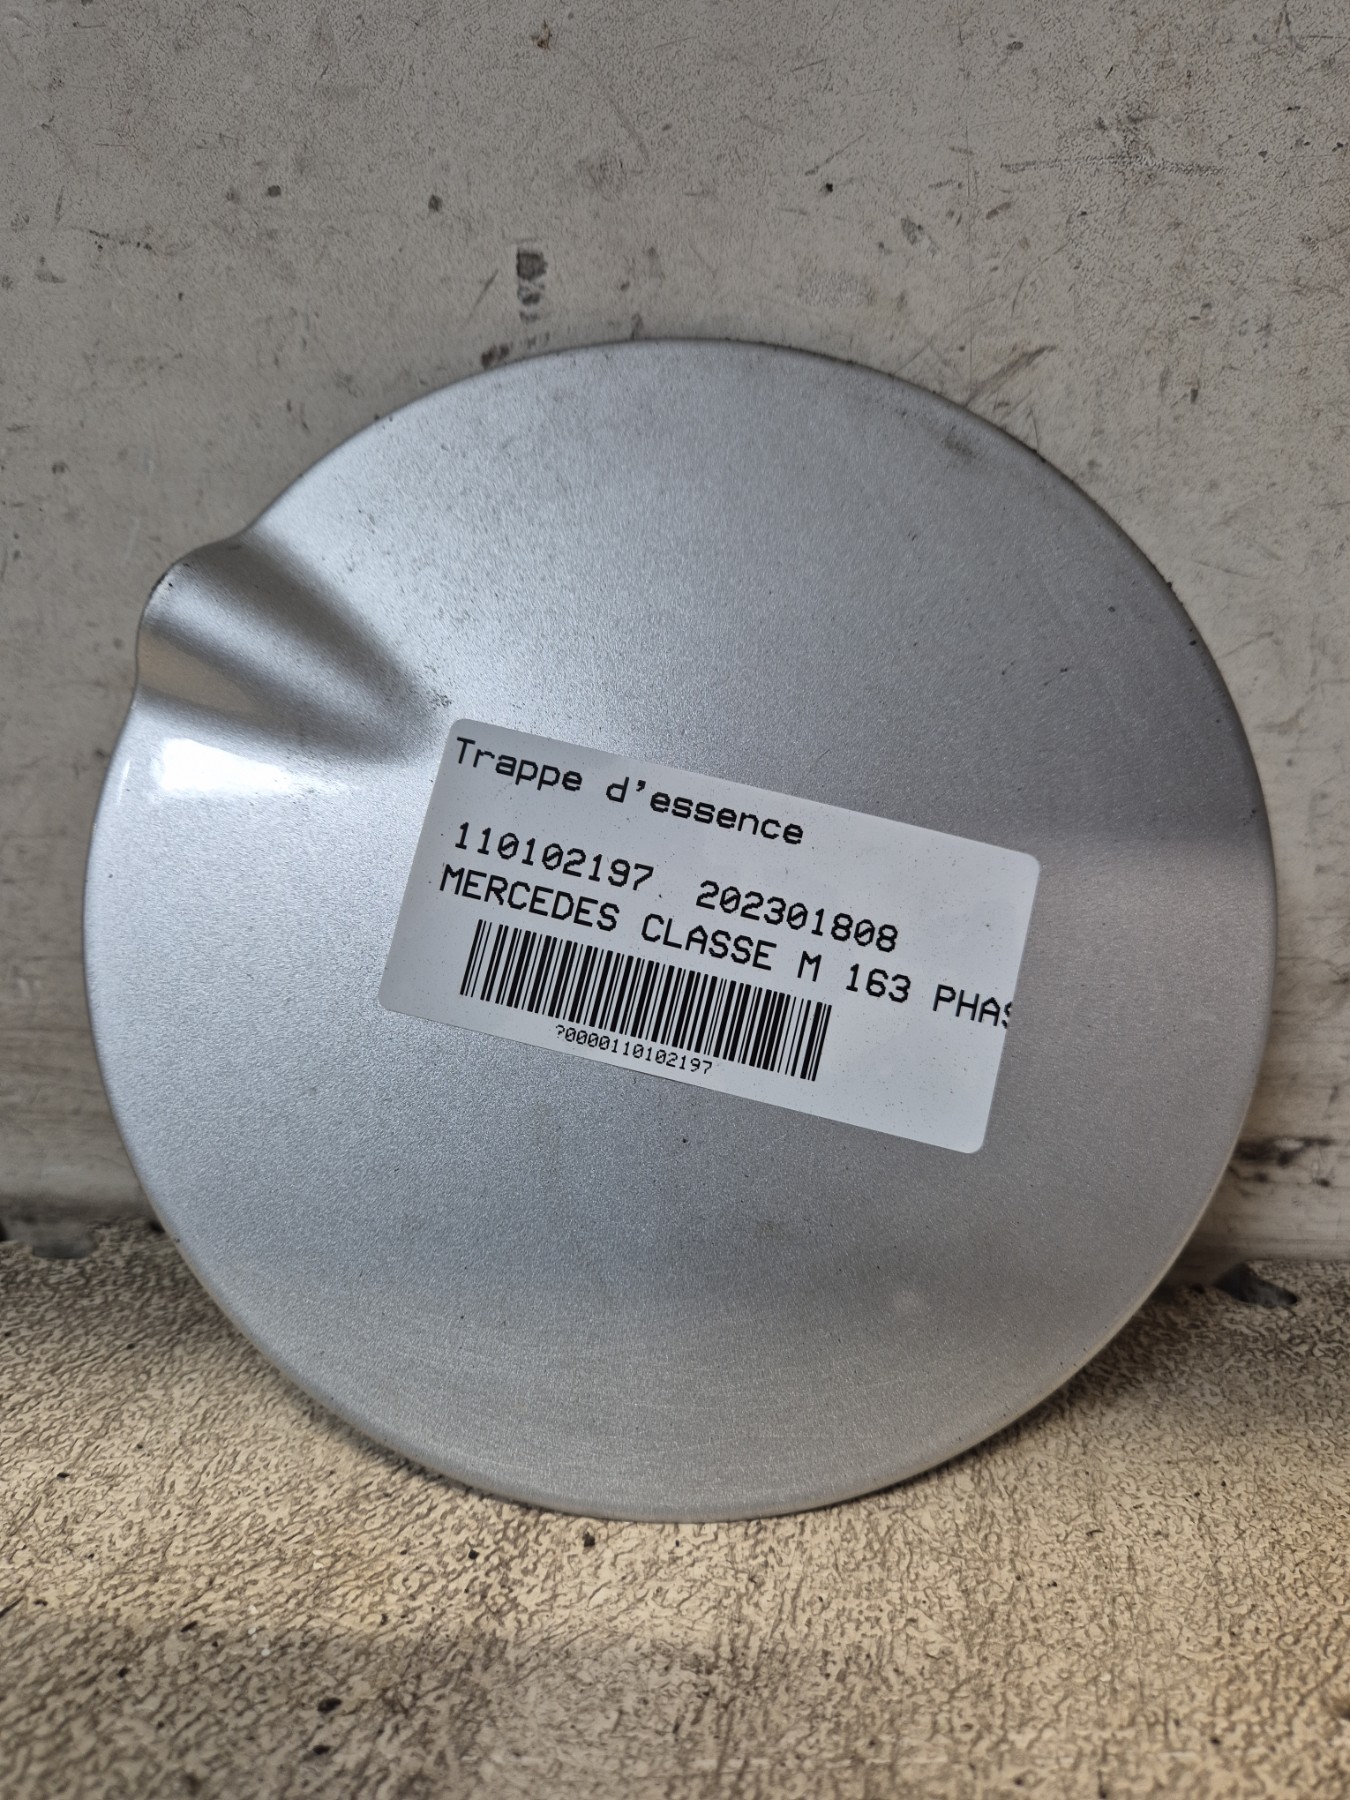 Trappe d'essence
110102197 202301808
MERCEDES CLASSE M 163 PHAS
?0000110102197